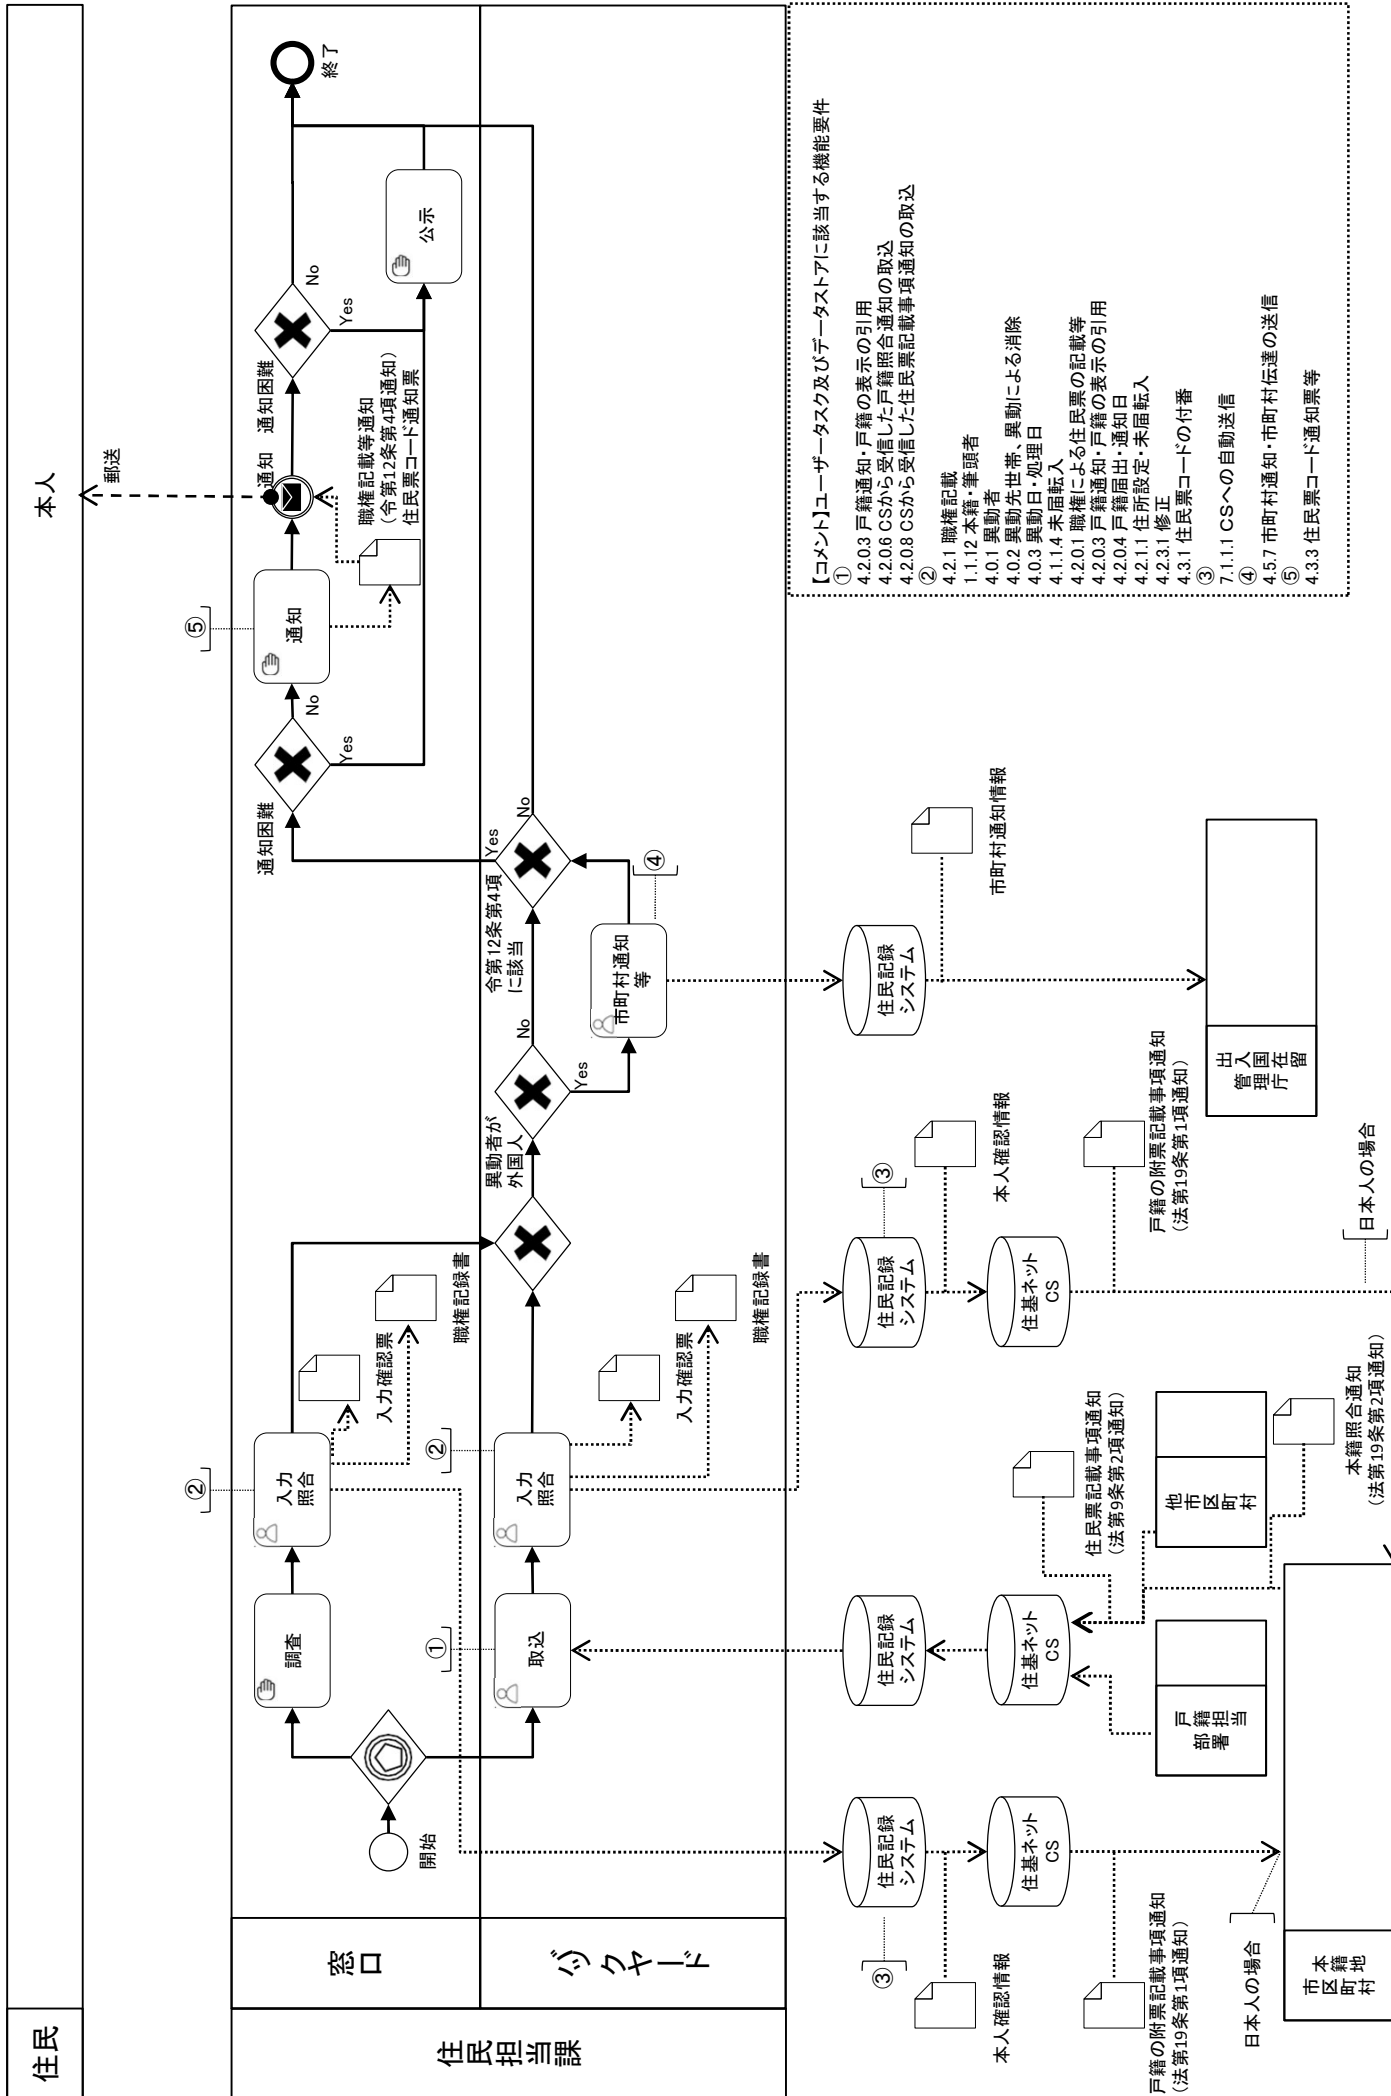 住民
本人
郵送
住民担当課
窓口
バックヤード
開始
調査
②
入力
照合
入力確認票
職権記録書
通知困難
Yes
No
⑤
通知
職権記載等通知
（令第12条第4項通知）
住民票コード通知票
通知
通知困難
Yes
No
公示
終了
①
取込
②
入力
照合
入力確認票
職権記録書
異動者が
外国人
Yes
No
市町村通知
等
④
令第12条第4項
に該当
Yes
No
③
住民記録
システム
本人確認情報
住基ネット
CS
戸籍の附票記載事項通知
（法第19条第1項通知）
日本人の場合
本籍地
市区町村
住民記録
システム
住基ネット
CS
戸籍担当
部署
他市区町村
住民票記載事項通知
（法第9条第2項通知）
本籍照合通知
（法第19条第2項通知）
③
住民記録
システム
本人確認情報
住基ネット
CS
戸籍の附票記載事項通知
（法第19条第1項通知）
日本人の場合
住民記録
システム
市町村通知情報
出入国在留
管理庁
【コメント】ユーザータスク及びデータストアに該当する機能要件
①
4.2.0.3 戸籍通知・戸籍の表示の引用
4.2.0.6 CSから受信した戸籍照合通知の取込
4.2.0.8 CSから受信した住民票記載事項通知の取込
②
4.2.1 職権記載
1.1.12 本籍・筆頭者
4.0.1 異動者
4.0.2 異動先世帯、異動による消除
4.0.3 異動日・処理日
4.1.1.4 未届転入
4.2.0.1 職権による住民票の記載等
4.2.0.3 戸籍通知・戸籍の表示の引用
4.2.0.4 戸籍届出・通知日
4.2.1.1 住所設定・未届転入
4.2.3.1 修正
4.3.1 住民票コードの付番
③
7.1.1.1 CSへの自動送信
④
4.5.7 市町村通知・市町村伝達の送信
⑤
4.3.3 住民票コード通知票等